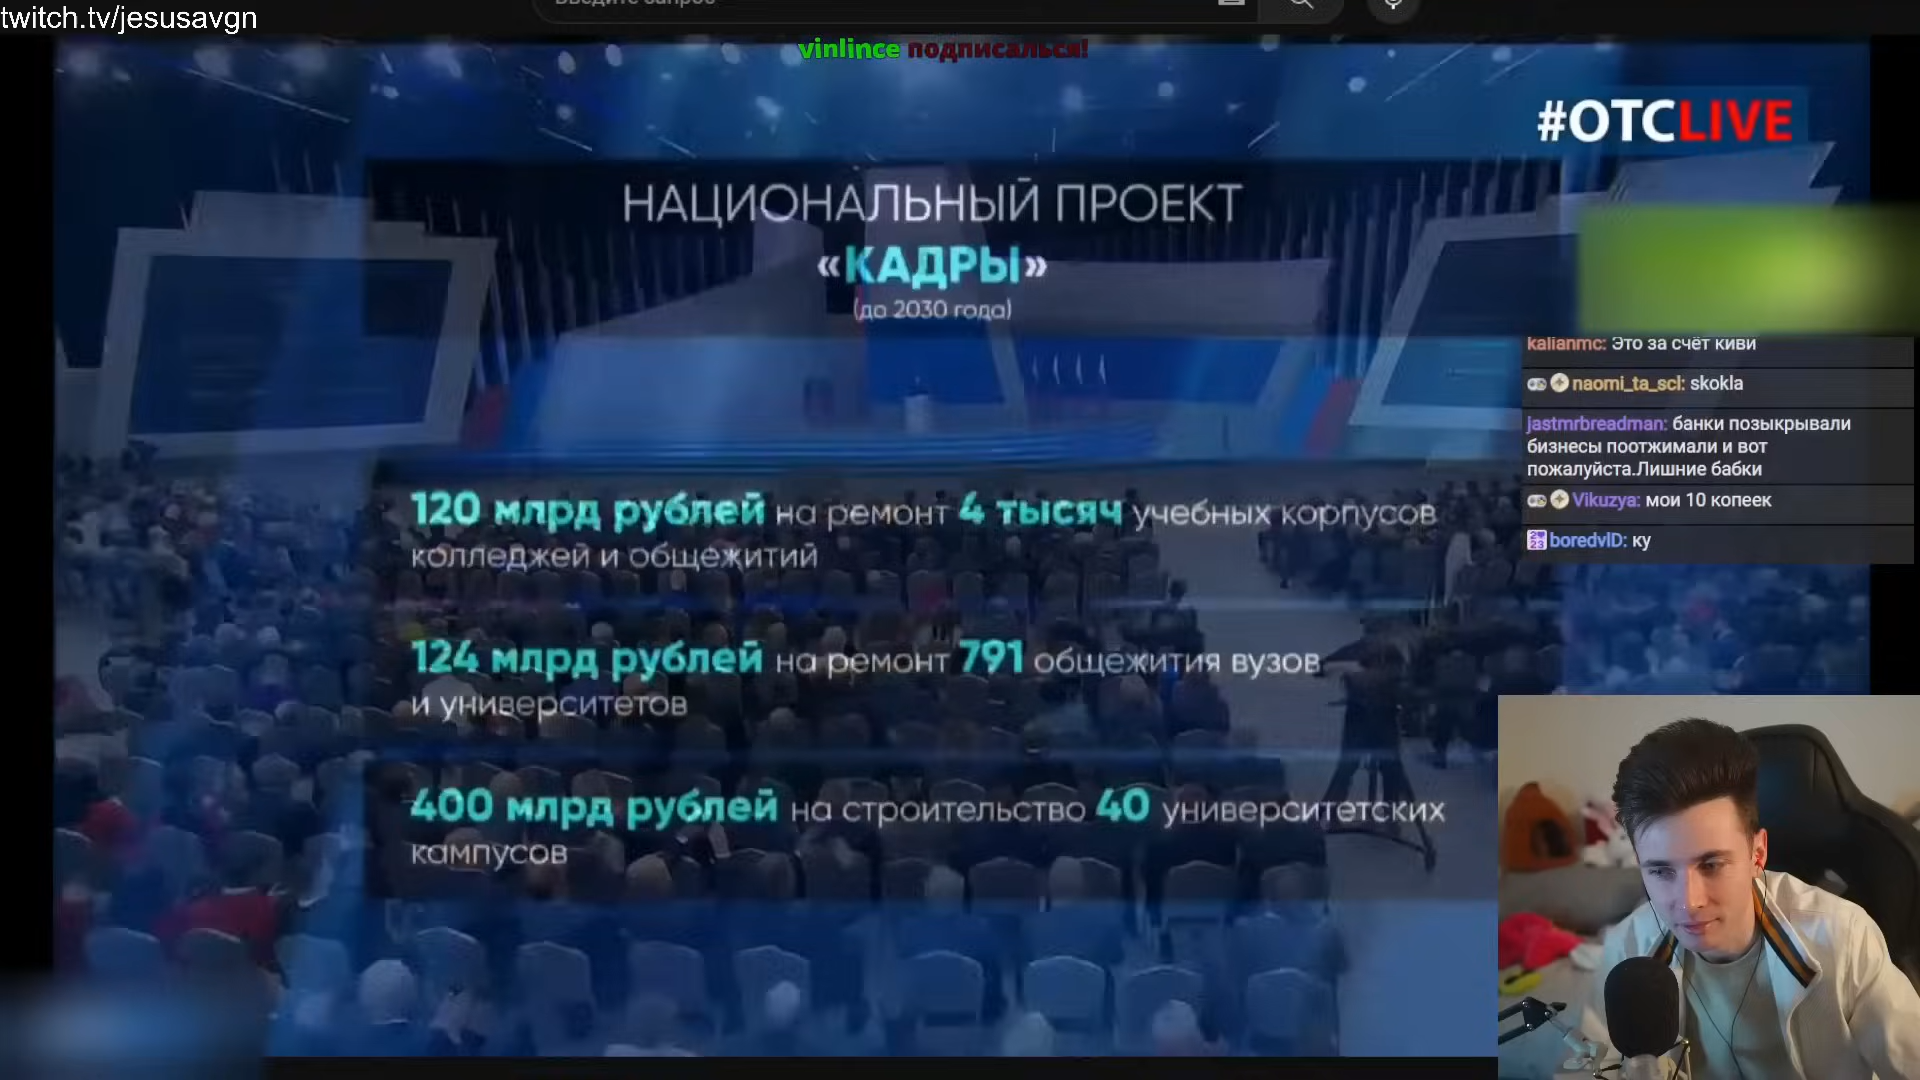 twitch.tv/jesusavgn
vinlince подписалься!
#ОТСLIVE
НАЦИОНАЛЬНЫЙ ПРОЕКТ
«КАДРЫ»
(до 2030 года)
120 млрд рублей на ремонт 4 тысяч учебных корпусов
колледжей и общежитий
124 млрд рублей на ремонт 791 общежития вузов
и университетов
400 млрд рублей на строительство 40 университетских
кампусов
kalianmc: Это за счёт киви
naomi_ta_scl: skokla
jastmrbreadman: банки позыкрывали
бизнесы поотжимали и вот
пожалуйста.Лишние бабки
Vikuzya: мои 10 копеек
boredvlD: ку